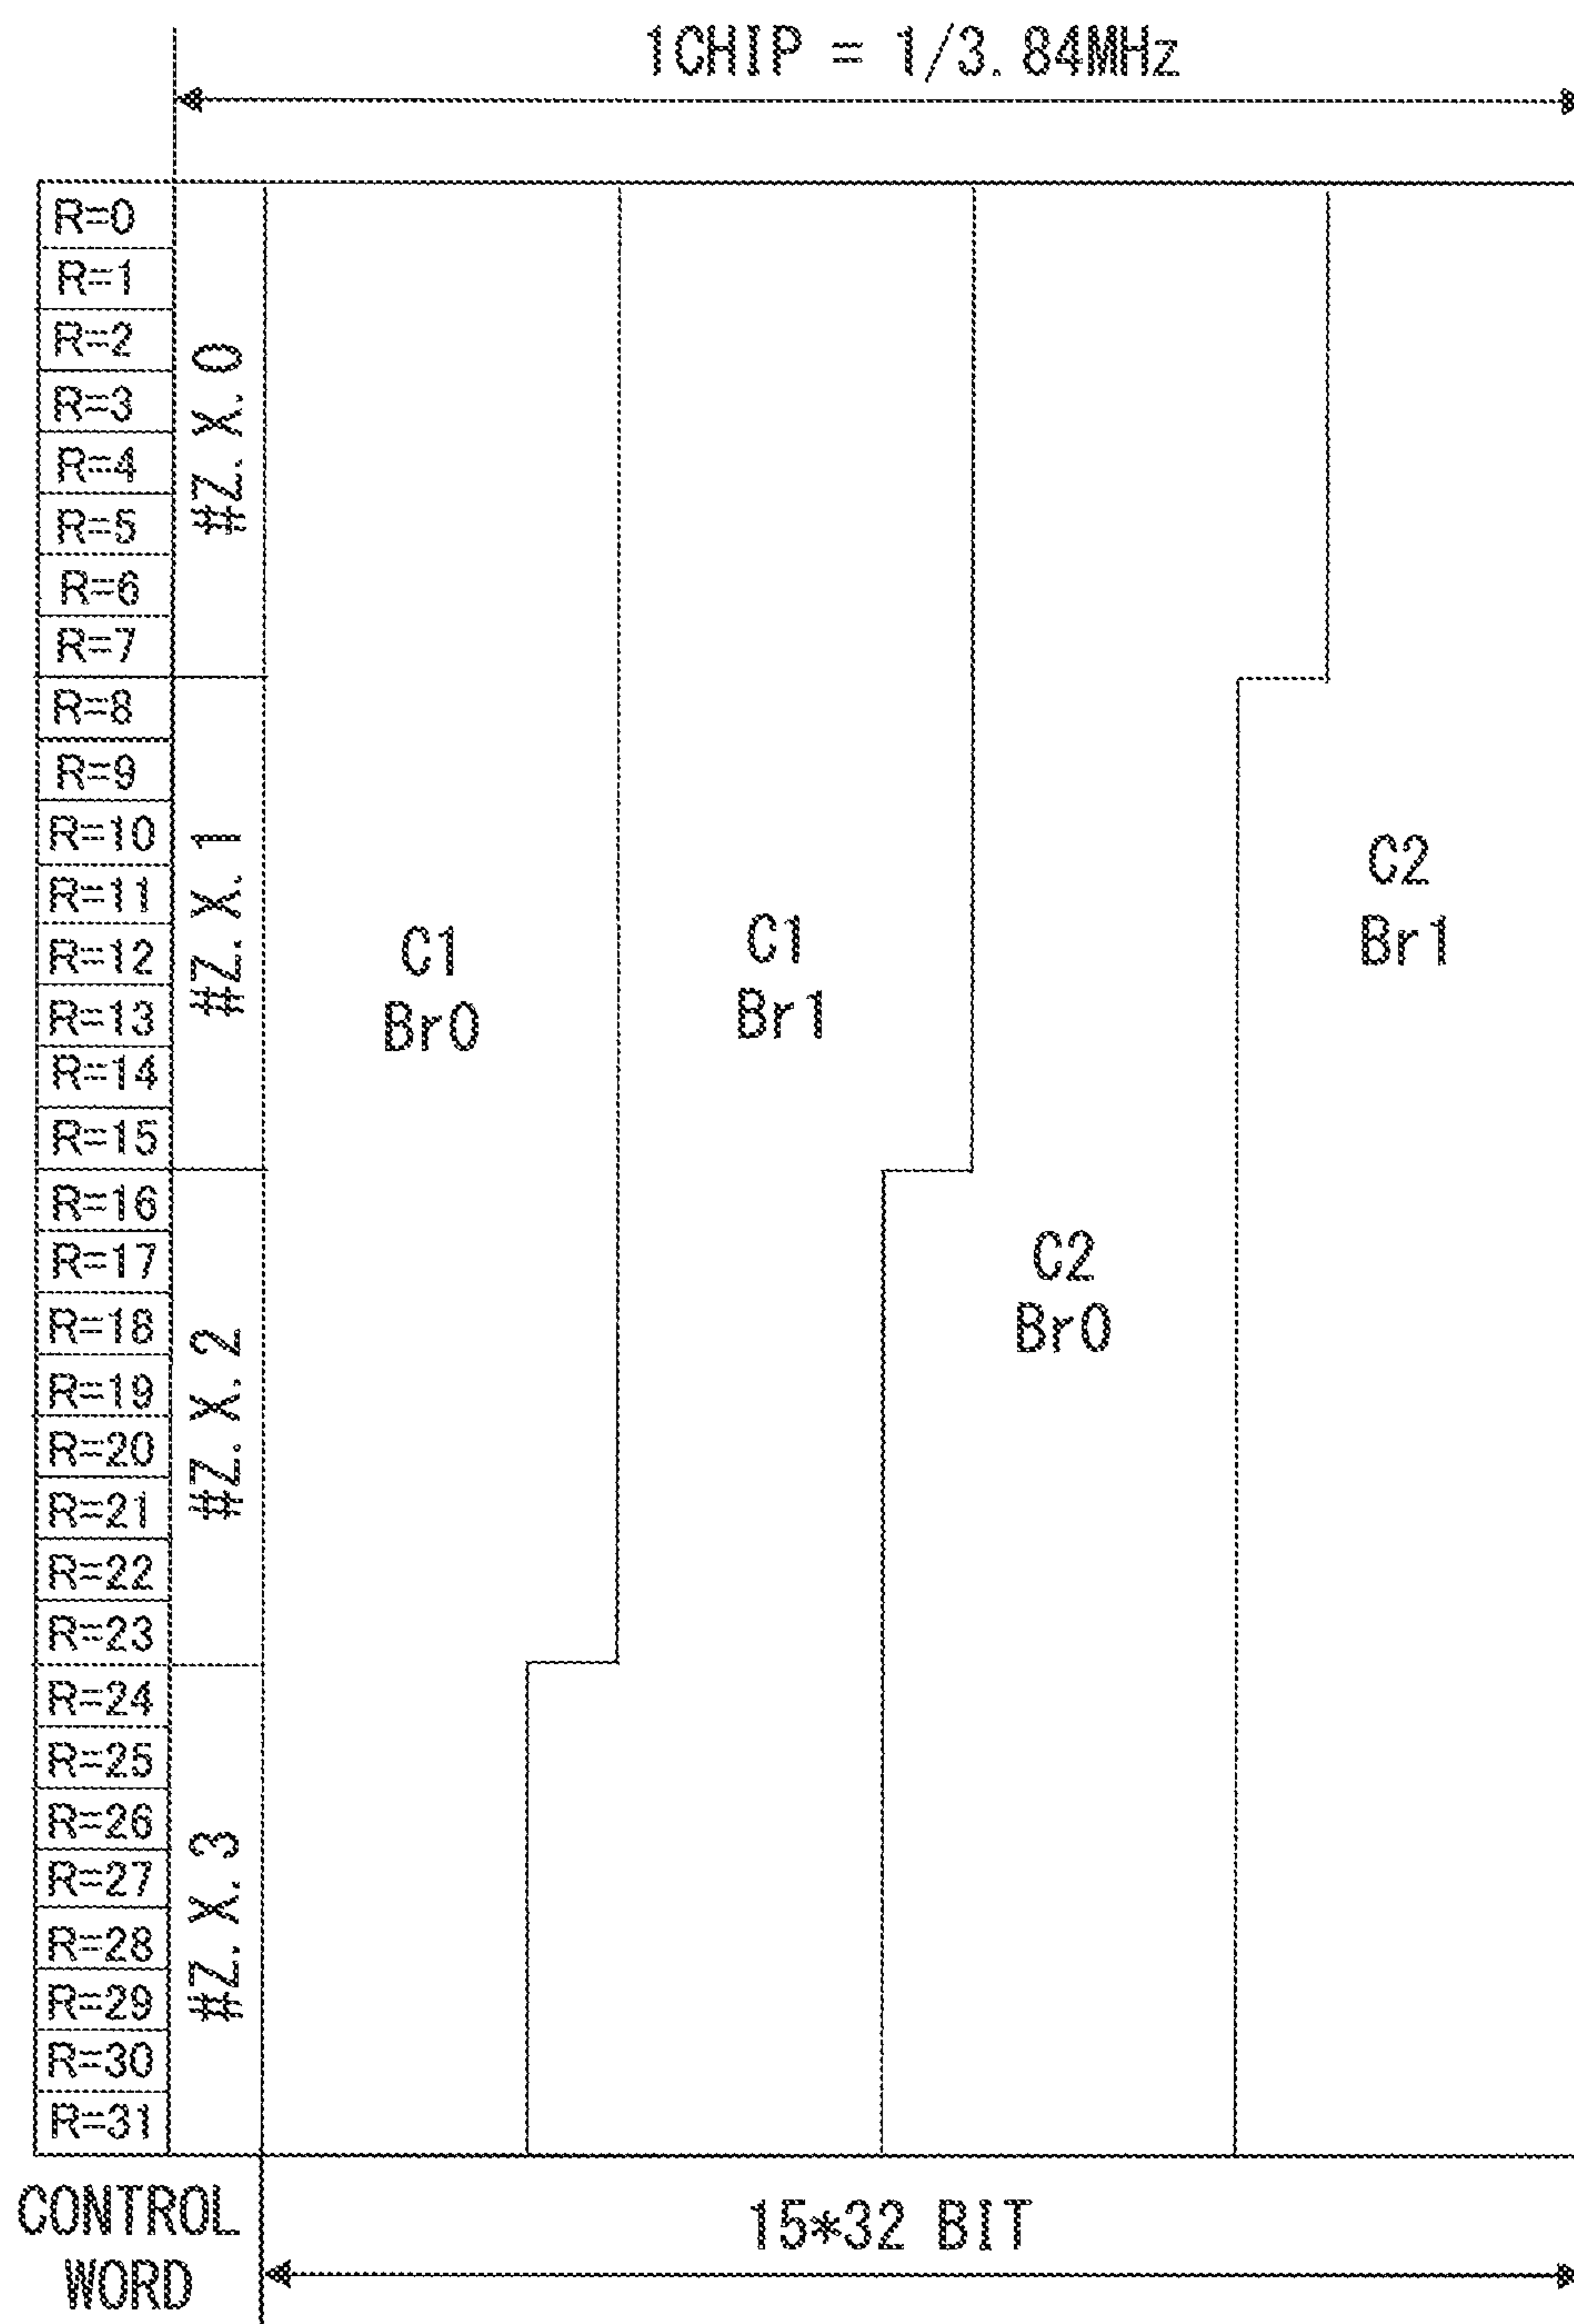 1CHIP = 1/3.84MHz
R=0
R=1
R=2
R=3
R=4
R=5
R=6
R=7
R=8
R=9
R=10
R=11
R=12
R=13
R=14
R=15
R=16
R=17
R=18
R=19
R=20
R=21
R=22
R=23
R=24
R=25
R=26
R=27
R=28
R=29
R=30
R=31
#Z.X.0
#Z.X.1
#Z.X.2
#Z.X.3
C1
Br0
C1
Br1
C2
Br0
C2
Br1
CONTROL
WORD
15*32 BIT